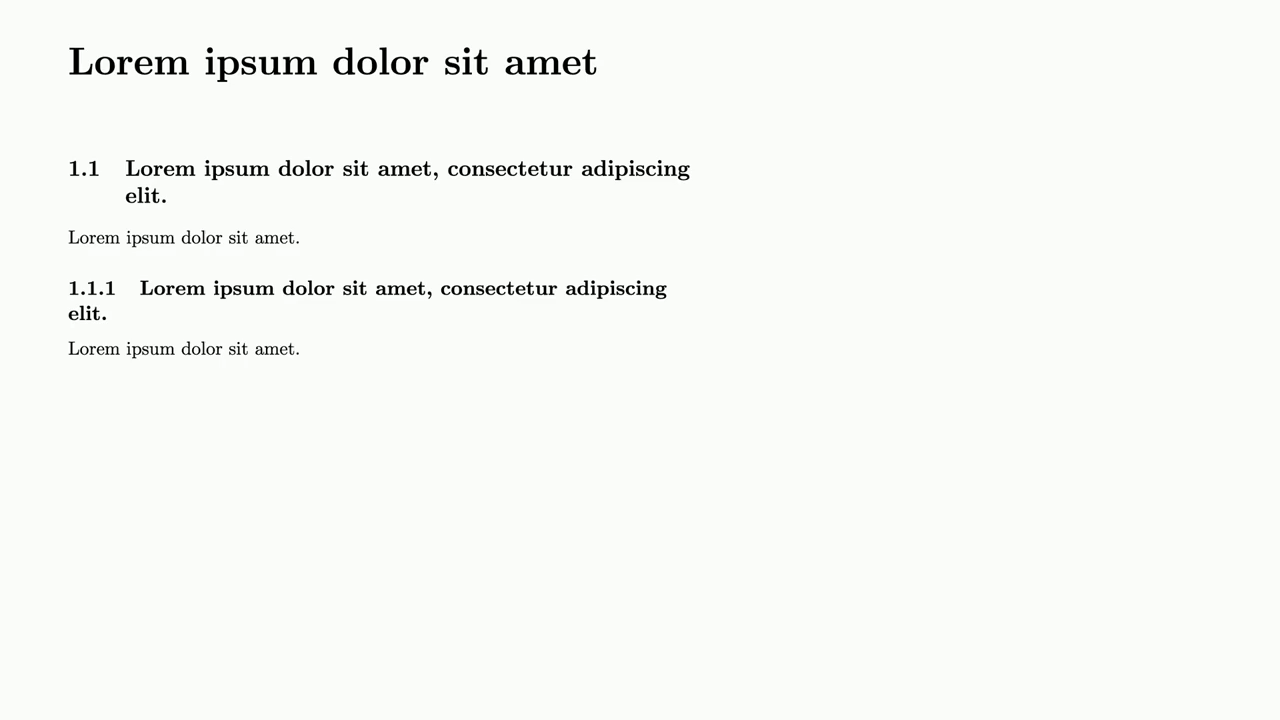 Lorem ipsum dolor sit amet
1.1 Lorem ipsum dolor sit amet, consectetur adipiscing
elit.
Lorem ipsum dolor sit amet.
1.1.1 Lorem ipsum dolor sit amet, consectetur adipiscing
elit.
Lorem ipsum dolor sit amet.